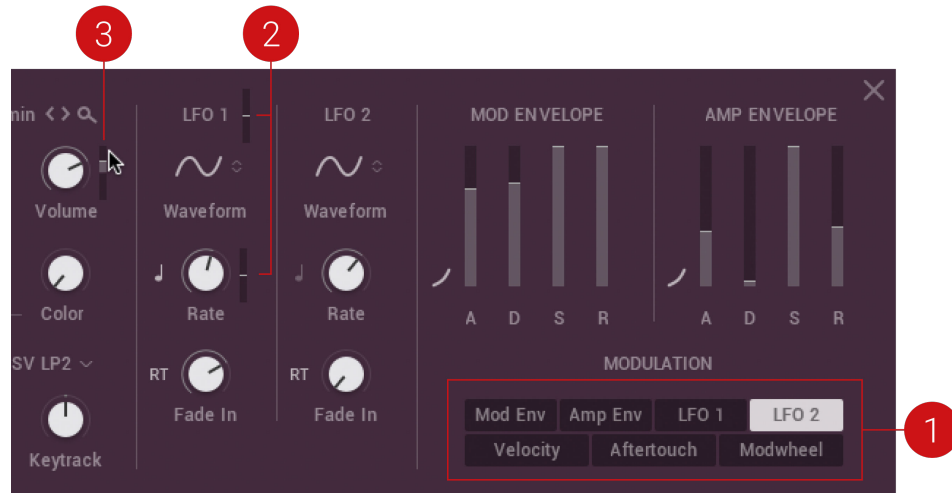 3
2
min
LFO 1
LFO 2
MOD ENVELOPE
AMP ENVELOPE
Volume
Waveform
Waveform
Color
Rate
Rate
A D S R
A D S R
SV LP2
RT
RT
MODULATION
Fade In
Fade In
Mod Env
Amp Env
LFO 1
LFO 2
1
Keytrack
Velocity
Aftertouch
Modwheel